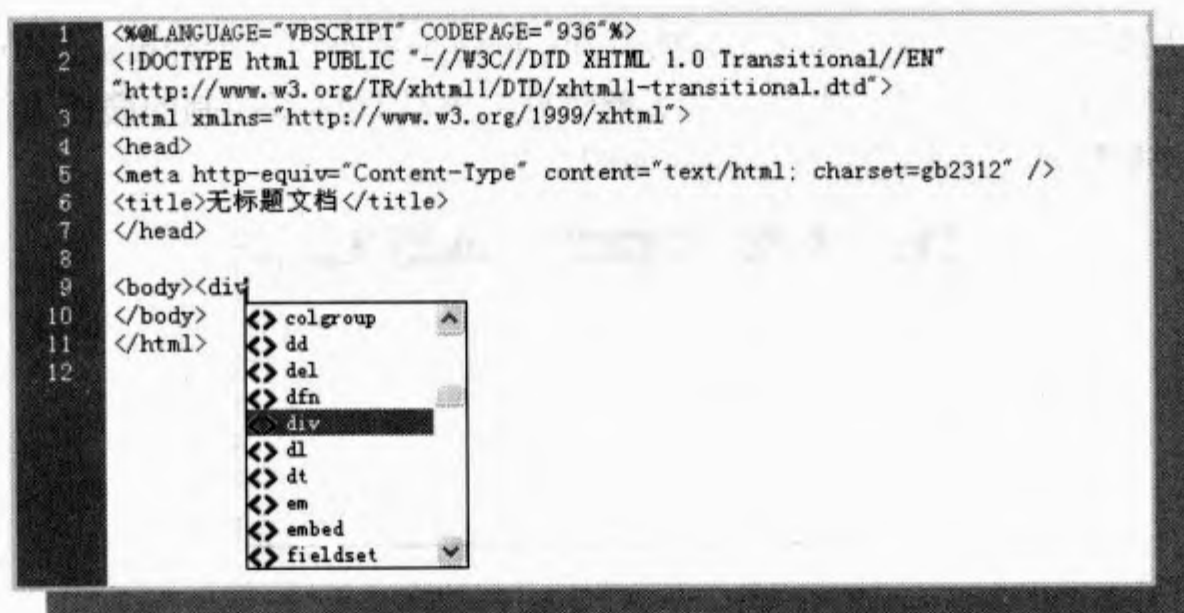 1 <%@LANGUAGE="VBSCRIPT" CODEPAGE="936"%>
2 <!DOCTYPE html PUBLIC "-//W3C//DTD XHTML 1.0 Transitional//EN"
"http://www.w3.org/TR/xhtml1/DTD/xhtml1-transitional.dtd">
3 <html xmlns="http://www.w3.org/1999/xhtml">
4 <head>
5 <meta http-equiv="Content-Type" content="text/html; charset=gb2312" />
6 <title>无标题文档</title>
7 </head>
8
9 <body><div
10 </body>
11 </html>
12
<> colgroup
<> dd
<> del
<> dfn
<> div
<> dl
<> dt
<> em
<> embed
<> fieldset